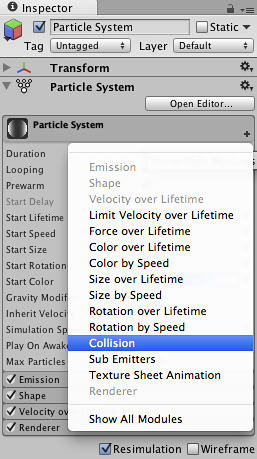 Inspector
Particle System
Static
Tag Untagged Layer Default
Transform
Particle System
Open Editor...
Particle System
Duration
Looping
Prewarm
Start Delay
Start Lifetime
Start Speed
Start Size
Start Rotation
Start Color
Gravity Modifi
Inherit Velocit
Simulation Sp
Play On Awak
Max Particles
Emission
Shape
Velocity over Lifetime
Limit Velocity over Lifetime
Force over Lifetime
Color over Lifetime
Color by Speed
Size over Lifetime
Size by Speed
Rotation over Lifetime
Rotation by Speed
Collision
Sub Emitters
Texture Sheet Animation
Renderer
Show All Modules
Emission
Shape
Velocity ov
Renderer
Resimulation Wireframe